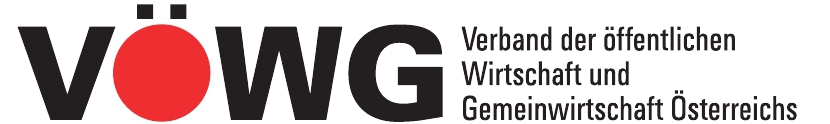 VÖWG
Verband der öffentlichen
Wirtschaft und
Gemeinwirtschaft Österreichs